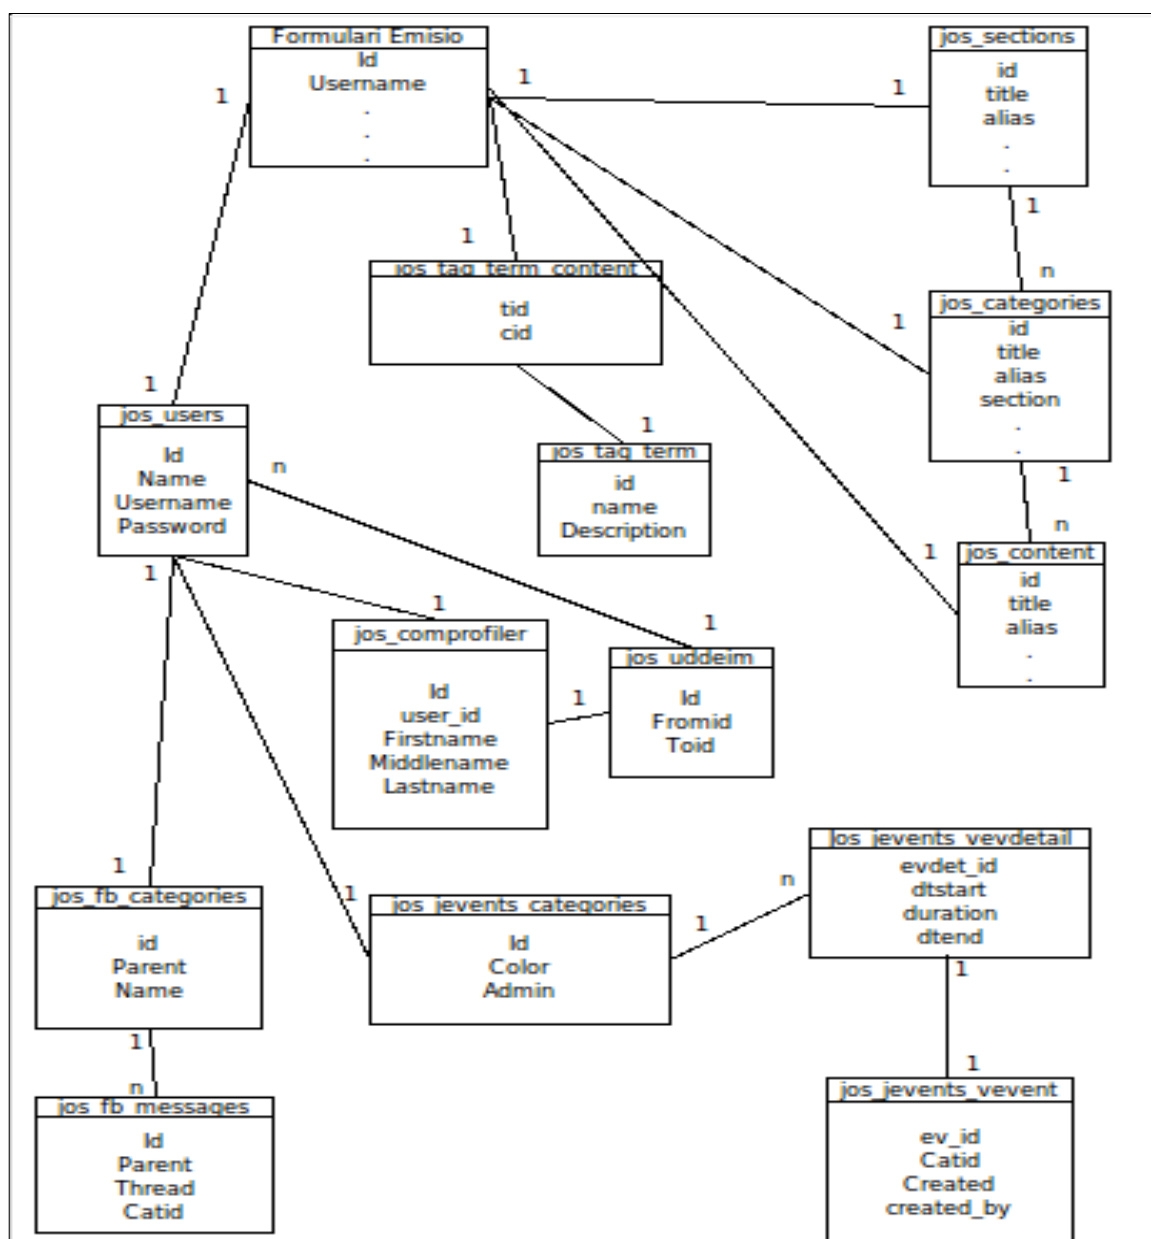 Formulari Emisio
Id
Username
.
.
.
jos_sections
id
title
alias
.
.
1
1
1
1
n
1
jos_tag_term_content
tid
cid
jos_categories
id
title
alias
section
.
.
1
1
jos_users
Id
Name
Username
Password
n
1
jos_tag_term
id
name
Description
1
n
jos_content
id
title
alias
.
.
1
1
1
jos_comprofiler
Id
user_id
Firstname
Middlename
Lastname
1
1
jos_uddeim
Id
Fromid
Toid
1
jos_fb_categories
id
Parent
Name
1
jos_jevents_categories
Id
Color
Admin
1
n
Jos_jevents_vevdetail
evdet_id
dtstart
duration
dtend
1
1
jos_jevents_vevent
ev_id
Catid
Created
created_by
1
n
jos_fb_messages
Id
Parent
Thread
Catid